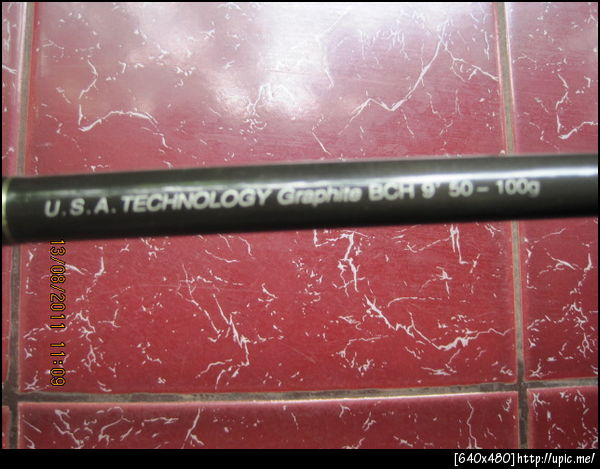 U.S.A. TECHNOLOGY Graphite BCH 9' 50 - 100g
13/08/2011 11:09
[640x480]http://upic.me/